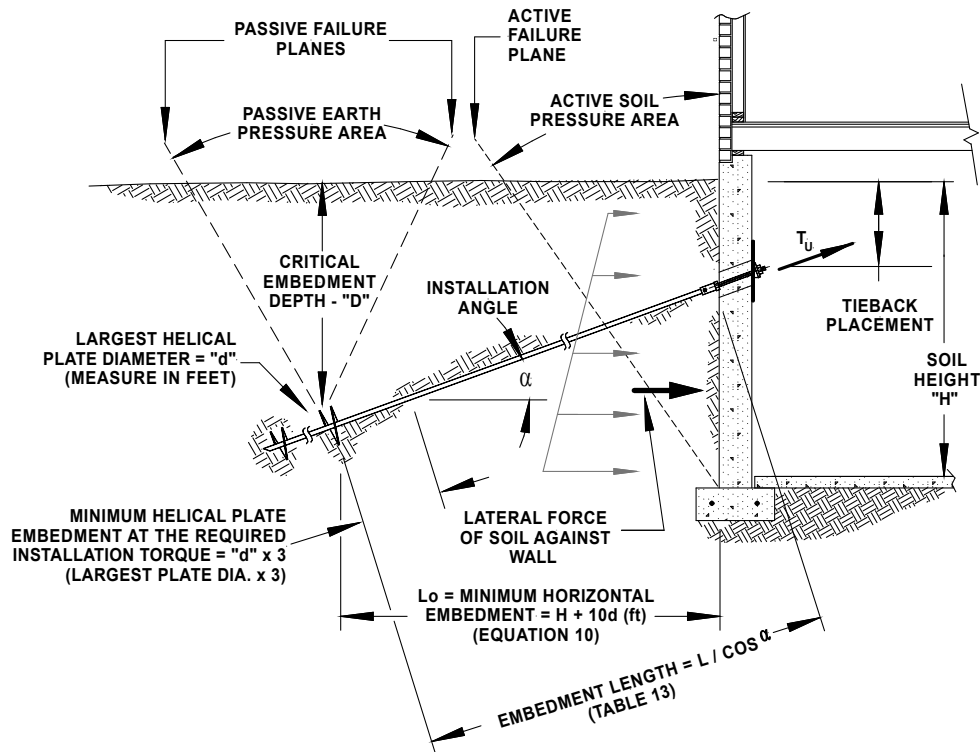 PASSIVE FAILURE
PLANES
ACTIVE
FAILURE
PLANE
PASSIVE EARTH
PRESSURE AREA
ACTIVE SOIL
PRESSURE AREA
CRITICAL
EMBEDMENT
DEPTH - "D"
INSTALLATION
ANGLE
TU
TIEBACK
PLACEMENT
LARGEST HELICAL
PLATE DIAMETER = "d"
(MEASURE IN FEET)
α
SOIL
HEIGHT
"H"
MINIMUM HELICAL PLATE
EMBEDMENT AT THE REQUIRED
INSTALLATION TORQUE = "d" x 3
(LARGEST PLATE DIA. x 3)
LATERAL FORCE
OF SOIL AGAINST
WALL
Lo = MINIMUM HORIZONTAL
EMBEDMENT = H + 10d (ft)
(EQUATION 10)
EMBEDMENT LENGTH = L / COS α
(TABLE 13)